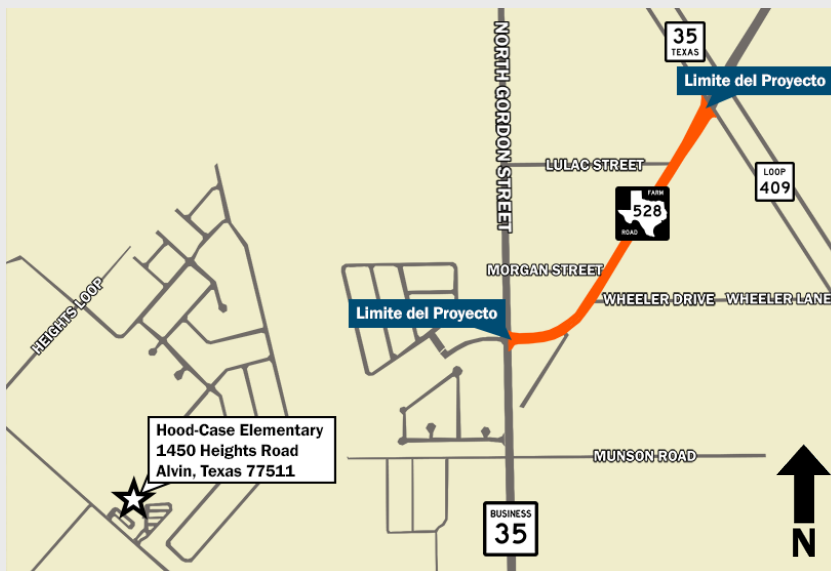 35
TEXAS
Limite del Proyecto
NORTH GORDON STREET
LULAC STREET
LOOP
409
FARM
528
ROAD
MORGAN STREET
WHEELER DRIVE
WHEELER LANE
Limite del Proyecto
HEIGHTS LOOP
Hood-Case Elementary
1450 Heights Road
Alvin, Texas 77511
MUNSON ROAD
BUSINESS
35
N